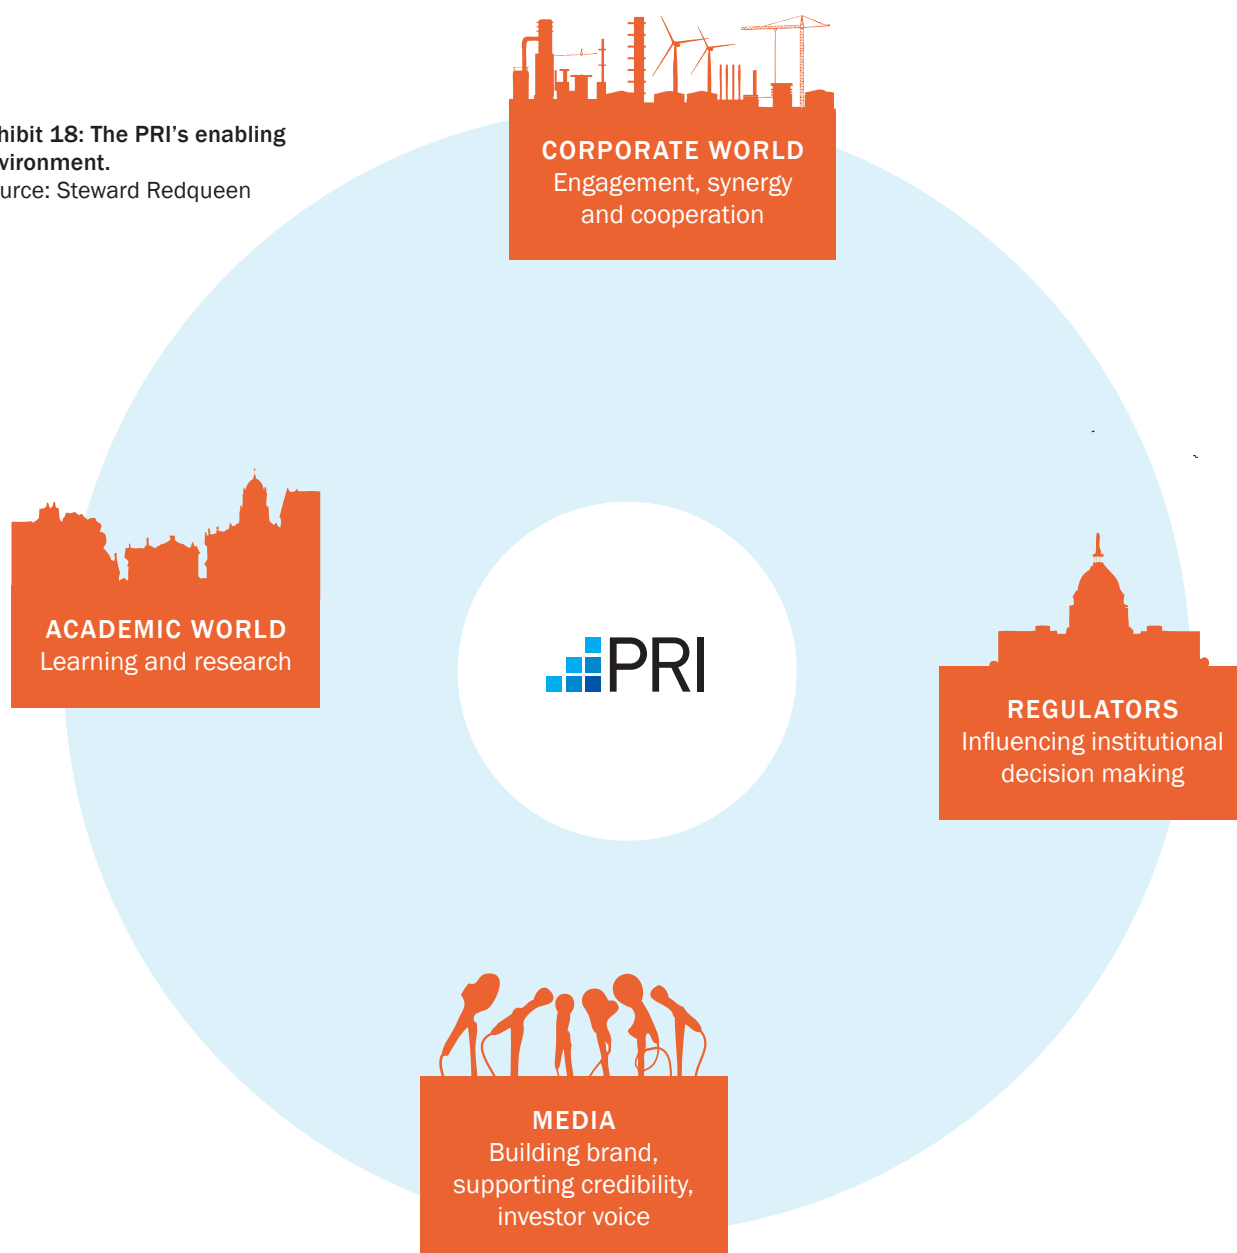 hibit 18: The PRI's enabling
vironment.
urce: Steward Redqueen
CORPORATE WORLD
Engagement, synergy
and cooperation
ACADEMIC WORLD
Learning and research
PRI
REGULATORS
Influencing institutional
decision making
MEDIA
Building brand,
supporting credibility,
investor voice